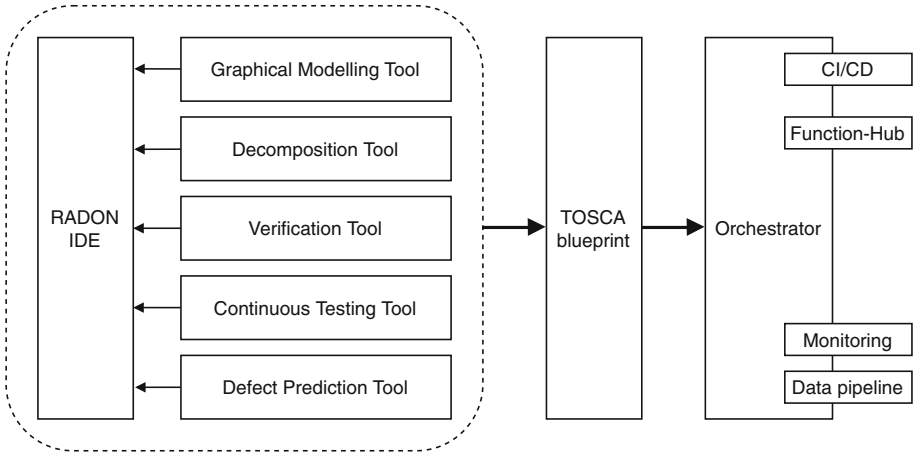 RADON
IDE
Graphical Modelling Tool
Decomposition Tool
Verification Tool
Continuous Testing Tool
Defect Prediction Tool
TOSCA
blueprint
Orchestrator
CI/CD
Function-Hub
Monitoring
Data pipeline